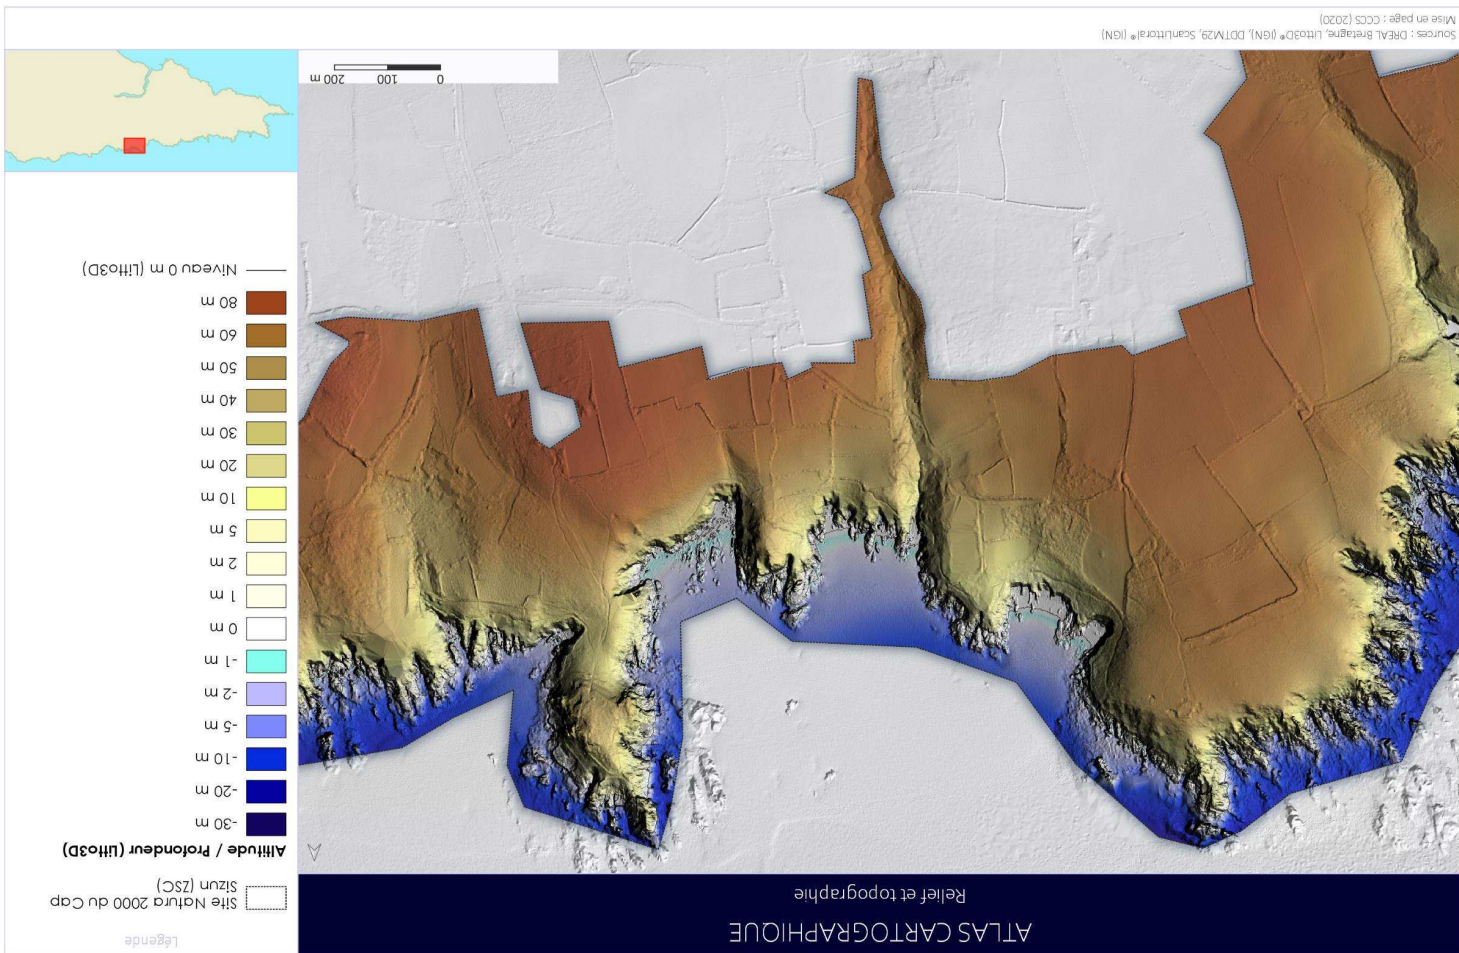 ATLAS CARTOGRAPHIQUE
Relief et topographie
Légende
Site Natura 2000 du Cap
Sizun (ZSC)
Altitude / Profondeur (Litto3D)
-30 m
-20 m
-10 m
-5 m
-2 m
-1 m
0 m
1 m
2 m
5 m
10 m
20 m
30 m
40 m
50 m
60 m
80 m
Niveau 0 m (Litto3D)
0 100 200 m
Sources : DREAL Bretagne, Litto3D® (IGN), DDTM29, ScanLittoral® (IGN)
Mise en page : CCCS (2020)